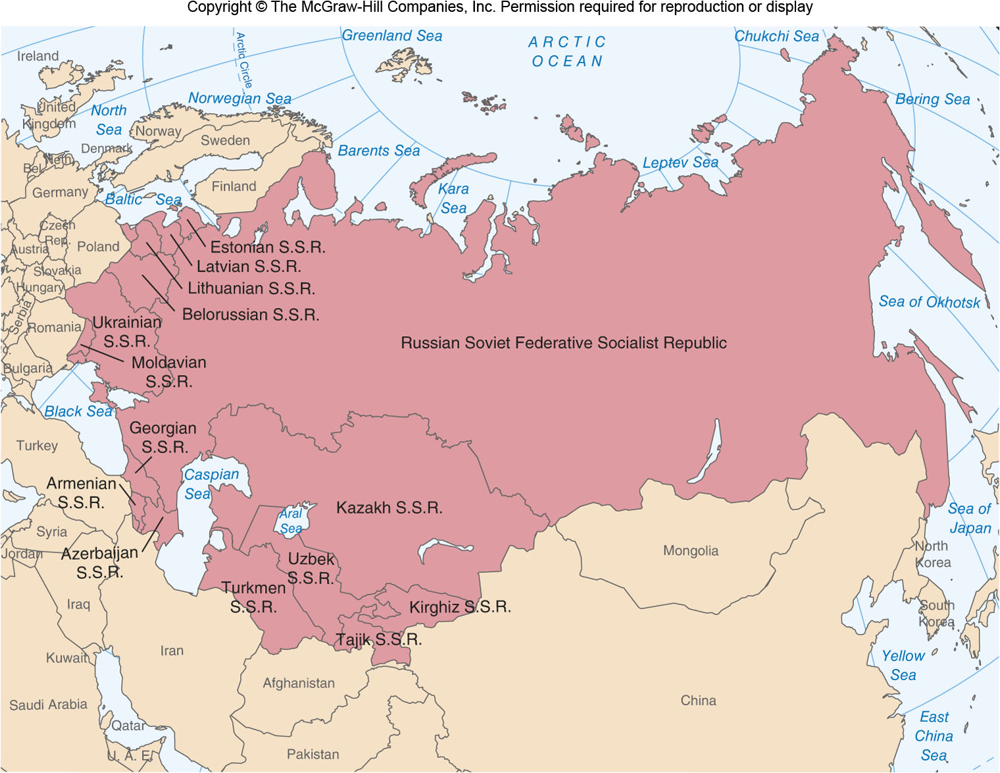 Copyright © The McGraw-Hill Companies, Inc. Permission required for reproduction or display
Greenland Sea
ARCTIC
OCEAN
Chukchi Sea
Ireland
Arctic Circle
Norwegian Sea
Bering Sea
United
Kingdom
North
Sea
Norway
Sweden
Denmark
Barents Sea
Leptev Sea
Neth.
Bel.
Germany
Finland
Baltic Sea
Kara
Sea
Czech
Rep.
Austria
Poland
Estonian S.S.R.
Latvian S.S.R.
Slovakia
Hungary
Lithuanian S.S.R.
Sea of Okhotsk
Serbia
Belorussian S.S.R.
Romania
Ukrainian
S.S.R.
Russian Soviet Federative Socialist Republic
c.
Bulgaria
Moldavian
S.S.R.
Black Sea
Georgian
S.S.R.
Turkey
Armenian
S.S.R.
Caspian
Sea
Kazakh S.S.R.
Aral
Sea
Sea of
Japan
Syria
Jordan
Azerbaijan
S.S.R.
Uzbek
S.S.R.
Mongolia
North
Korea
Turkmen
S.S.R.
Iraq
Kirghiz S.S.R.
South
Korea
Tajik S.S.R.
Kuwait
Iran
Yellow
Sea
Afghanistan
Saudi Arabia
China
Qatar
East
China
Sea
U. A. E.
Pakistan